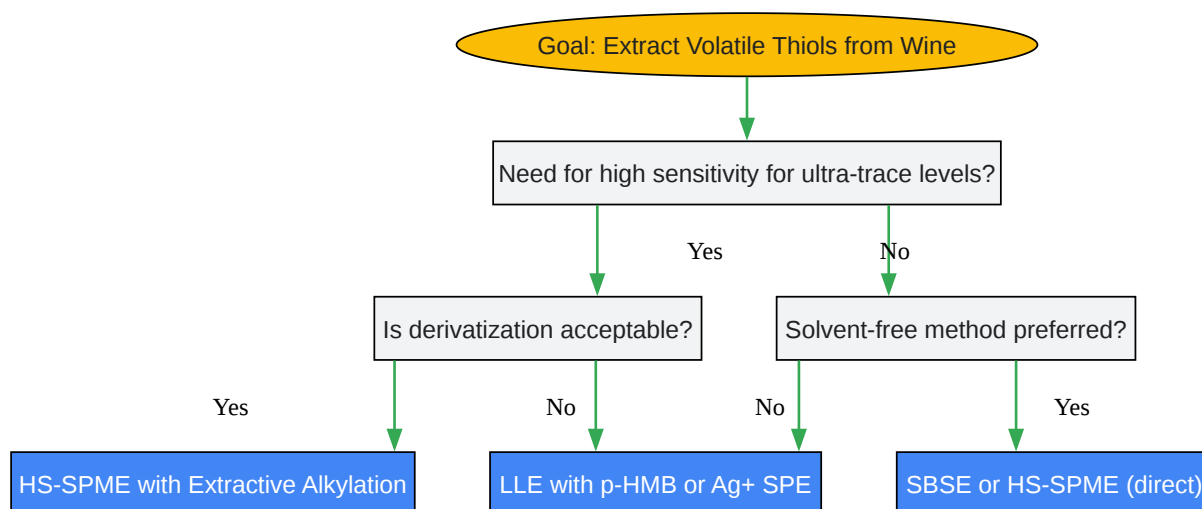 Goal: Extract Volatile Thiols from Wine
Need for high sensitivity for ultra-trace levels?
Yes
No
Is derivatization acceptable?
Solvent-free method preferred?
Yes
No
No
Yes
HS-SPME with Extractive Alkylation
LLE with p-HMB or Ag+ SPE
SBSE or HS-SPME (direct)